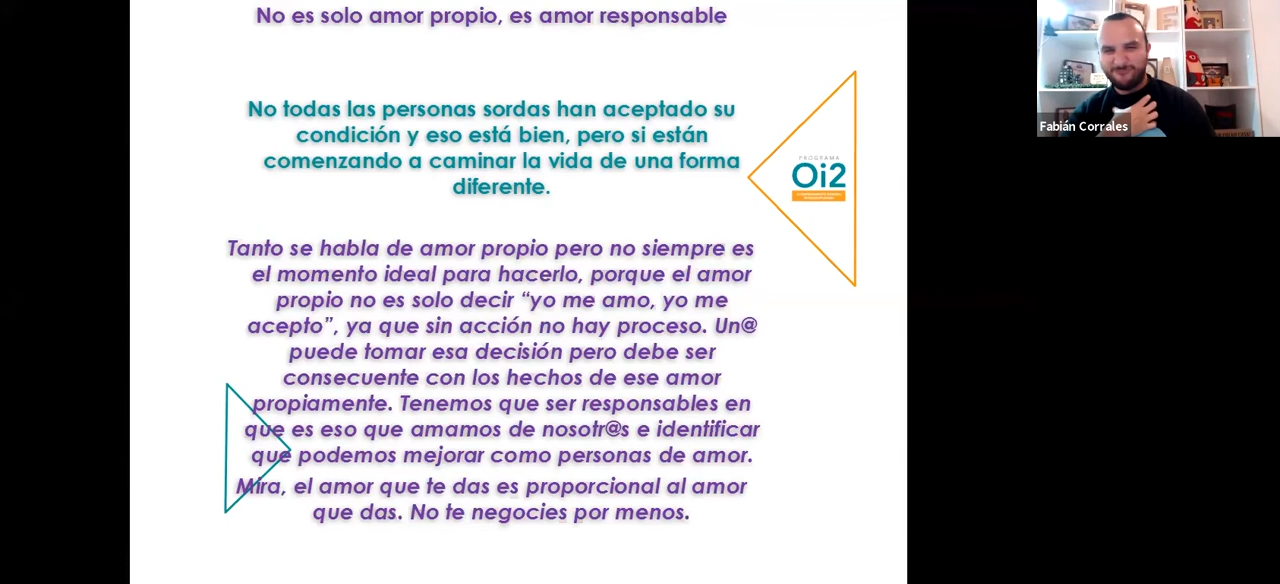 No es solo amor propio, es amor responsable
No todas las personas sordas han aceptado su
condición y eso está bien, pero si están
comenzando a caminar la vida de una forma
diferente.
PROGRAMA
Oi2
Tanto se habla de amor propio pero no siempre es
el momento ideal para hacerlo, porque el amor
propio no es solo decir “yo me amo, yo me
acepto”, ya que sin acción no hay proceso. Un@
puede tomar esa decisión pero debe ser
consecuente con los hechos de ese amor
propiamente. Tenemos que ser responsables en
que es eso que amamos de nosotr@s e identificar
que podemos mejorar como personas de amor.
Mira, el amor que te das es proporcional al amor
que das. No te negocies por menos.
Fabián Corrales